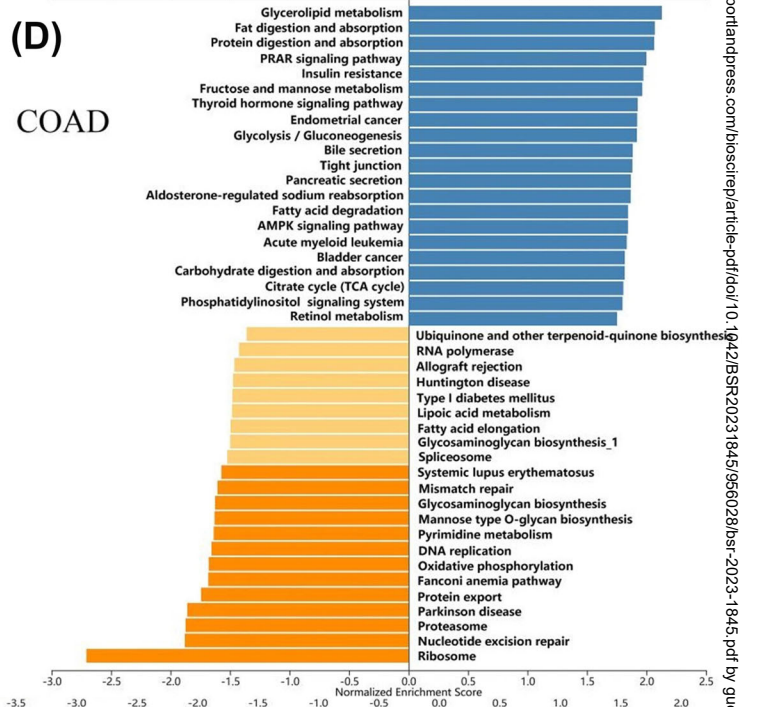 (D)
COAD
Glycerolipid metabolism
Fat digestion and absorption
Protein digestion and absorption
PRAR signaling pathway
Insulin resistance
Fructose and mannose metabolism
Thyroid hormone signaling pathway
Endometrial cancer
Glycolysis / Gluconeogenesis
Bile secretion
Tight junction
Pancreatic secretion
Aldosterone-regulated sodium reabsorption
Fatty acid degradation
AMPK signaling pathway
Acute myeloid leukemia
Bladder cancer
Carbohydrate digestion and absorption
Citrate cycle (TCA cycle)
Phosphatidylinositol signaling system
Retinol metabolism
Ubiquinone and other terpenoid-quinone biosynthesis
RNA polymerase
Allograft rejection
Huntington disease
Type I diabetes mellitus
Lipoic acid metabolism
Fatty acid elongation
Glycosaminoglycan biosynthesis_1
Spliceosome
Systemic lupus erythematosus
Mismatch repair
Glycosaminoglycan biosynthesis
Mannose type O-glycan biosynthesis
Pyrimidine metabolism
DNA replication
Oxidative phosphorylation
Fanconi anemia pathway
Protein export
Parkinson disease
Proteasome
Nucleotide excision repair
Ribosome
-3.0 -2.5 -2.0 -1.5 -1.0 -0.5 0.0 0.5 1.0 1.5 2.0 2.5
Normalized Enrichment Score
-3.5 -3.0 -2.0 -1.5 -1.0 -0.5 0.0 0.5 1.0 1.5 2.0
portlandpress.com/bioscirep/article-pdf/doi/10.1042/BSR20231845/956028/bsr-2023-1845.pdf by gue